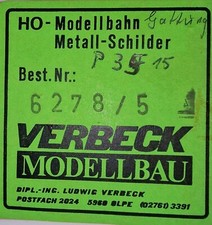 HO-Modellbahn
Metall-Schilder
Best.Nr.:
6278/5
VERBECK
MODELLBAU
DIPL.-ING. LUDWIG VERBECK
POSTFACH 2024 5960 OLPE (02761) 3391